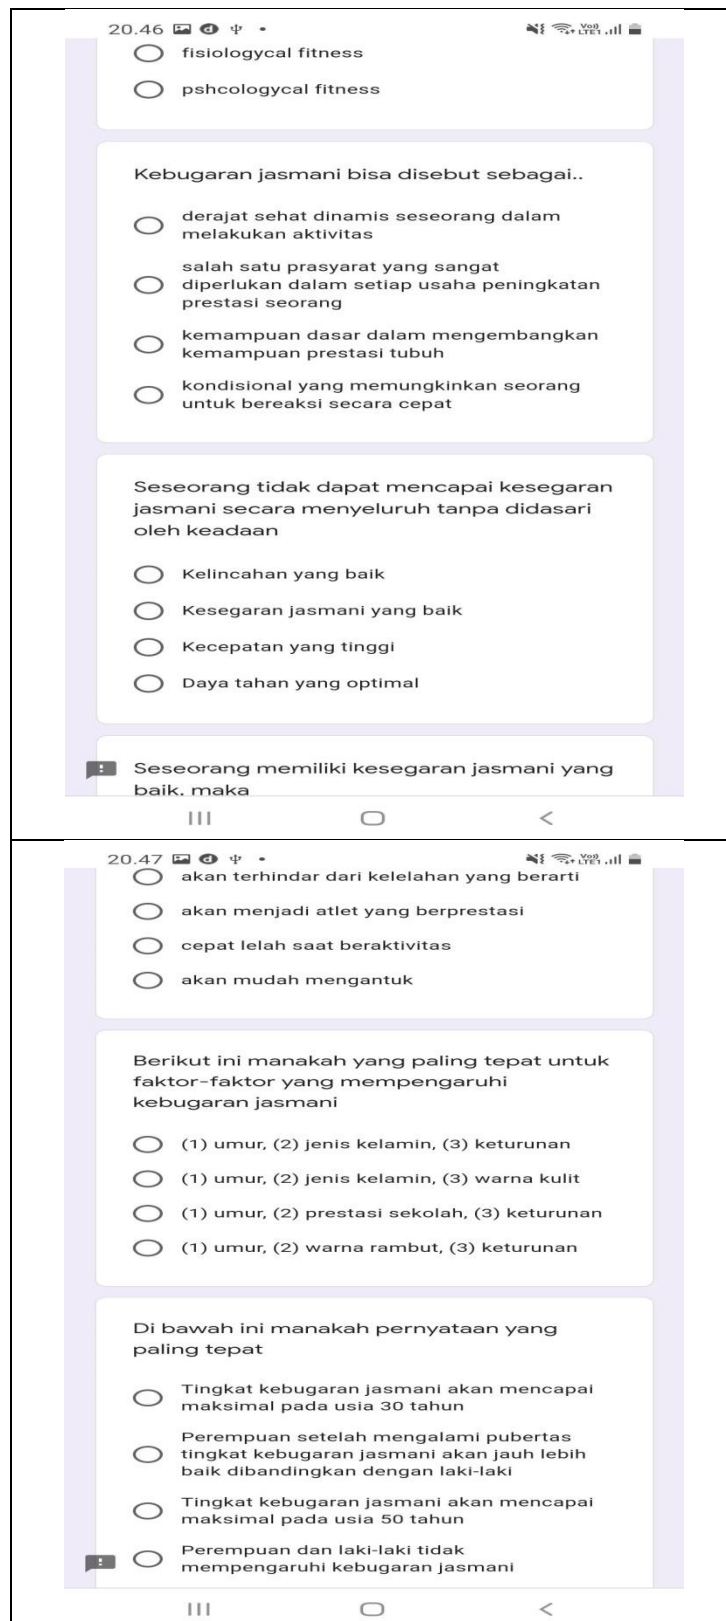 20.46
Vo))
LTE1
fisiologycal fitness
pshcologycal fitness
Kebugaran jasmani bisa disebut sebagai..
derajat sehat dinamis seseorang dalam
melakukan aktivitas
salah satu prasyarat yang sangat
diperlukan dalam setiap usaha peningkatan
prestasi seorang
kemampuan dasar dalam mengembangkan
kemampuan prestasi tubuh
kondisional yang memungkinkan seorang
untuk bereaksi secara cepat
Seseorang tidak dapat mencapai kesegaran
jasmani secara menyeluruh tanpa didasari
oleh keadaan
Kelincahan yang baik
Kesegaran jasmani yang baik
Kecepatan yang tinggi
Daya tahan yang optimal
Seseorang memiliki kesegaran jasmani yang
baik, maka
20.47
Vo))
LTE1
akan terhindar dari kelelahan yang berarti
akan menjadi atlet yang berprestasi
cepat lelah saat beraktivitas
akan mudah mengantuk
Berikut ini manakah yang paling tepat untuk
faktor-faktor yang mempengaruhi
kebugaran jasmani
(1) umur, (2) jenis kelamin, (3) keturunan
(1) umur, (2) jenis kelamin, (3) warna kulit
(1) umur, (2) prestasi sekolah, (3) keturunan
(1) umur, (2) warna rambut, (3) keturunan
Di bawah ini manakah pernyataan yang
paling tepat
Tingkat kebugaran jasmani akan mencapai
maksimal pada usia 30 tahun
Perempuan setelah mengalami pubertas
tingkat kebugaran jasmani akan jauh lebih
baik dibandingkan dengan laki-laki
Tingkat kebugaran jasmani akan mencapai
maksimal pada usia 50 tahun
Perempuan dan laki-laki tidak
mempengaruhi kebugaran jasmani